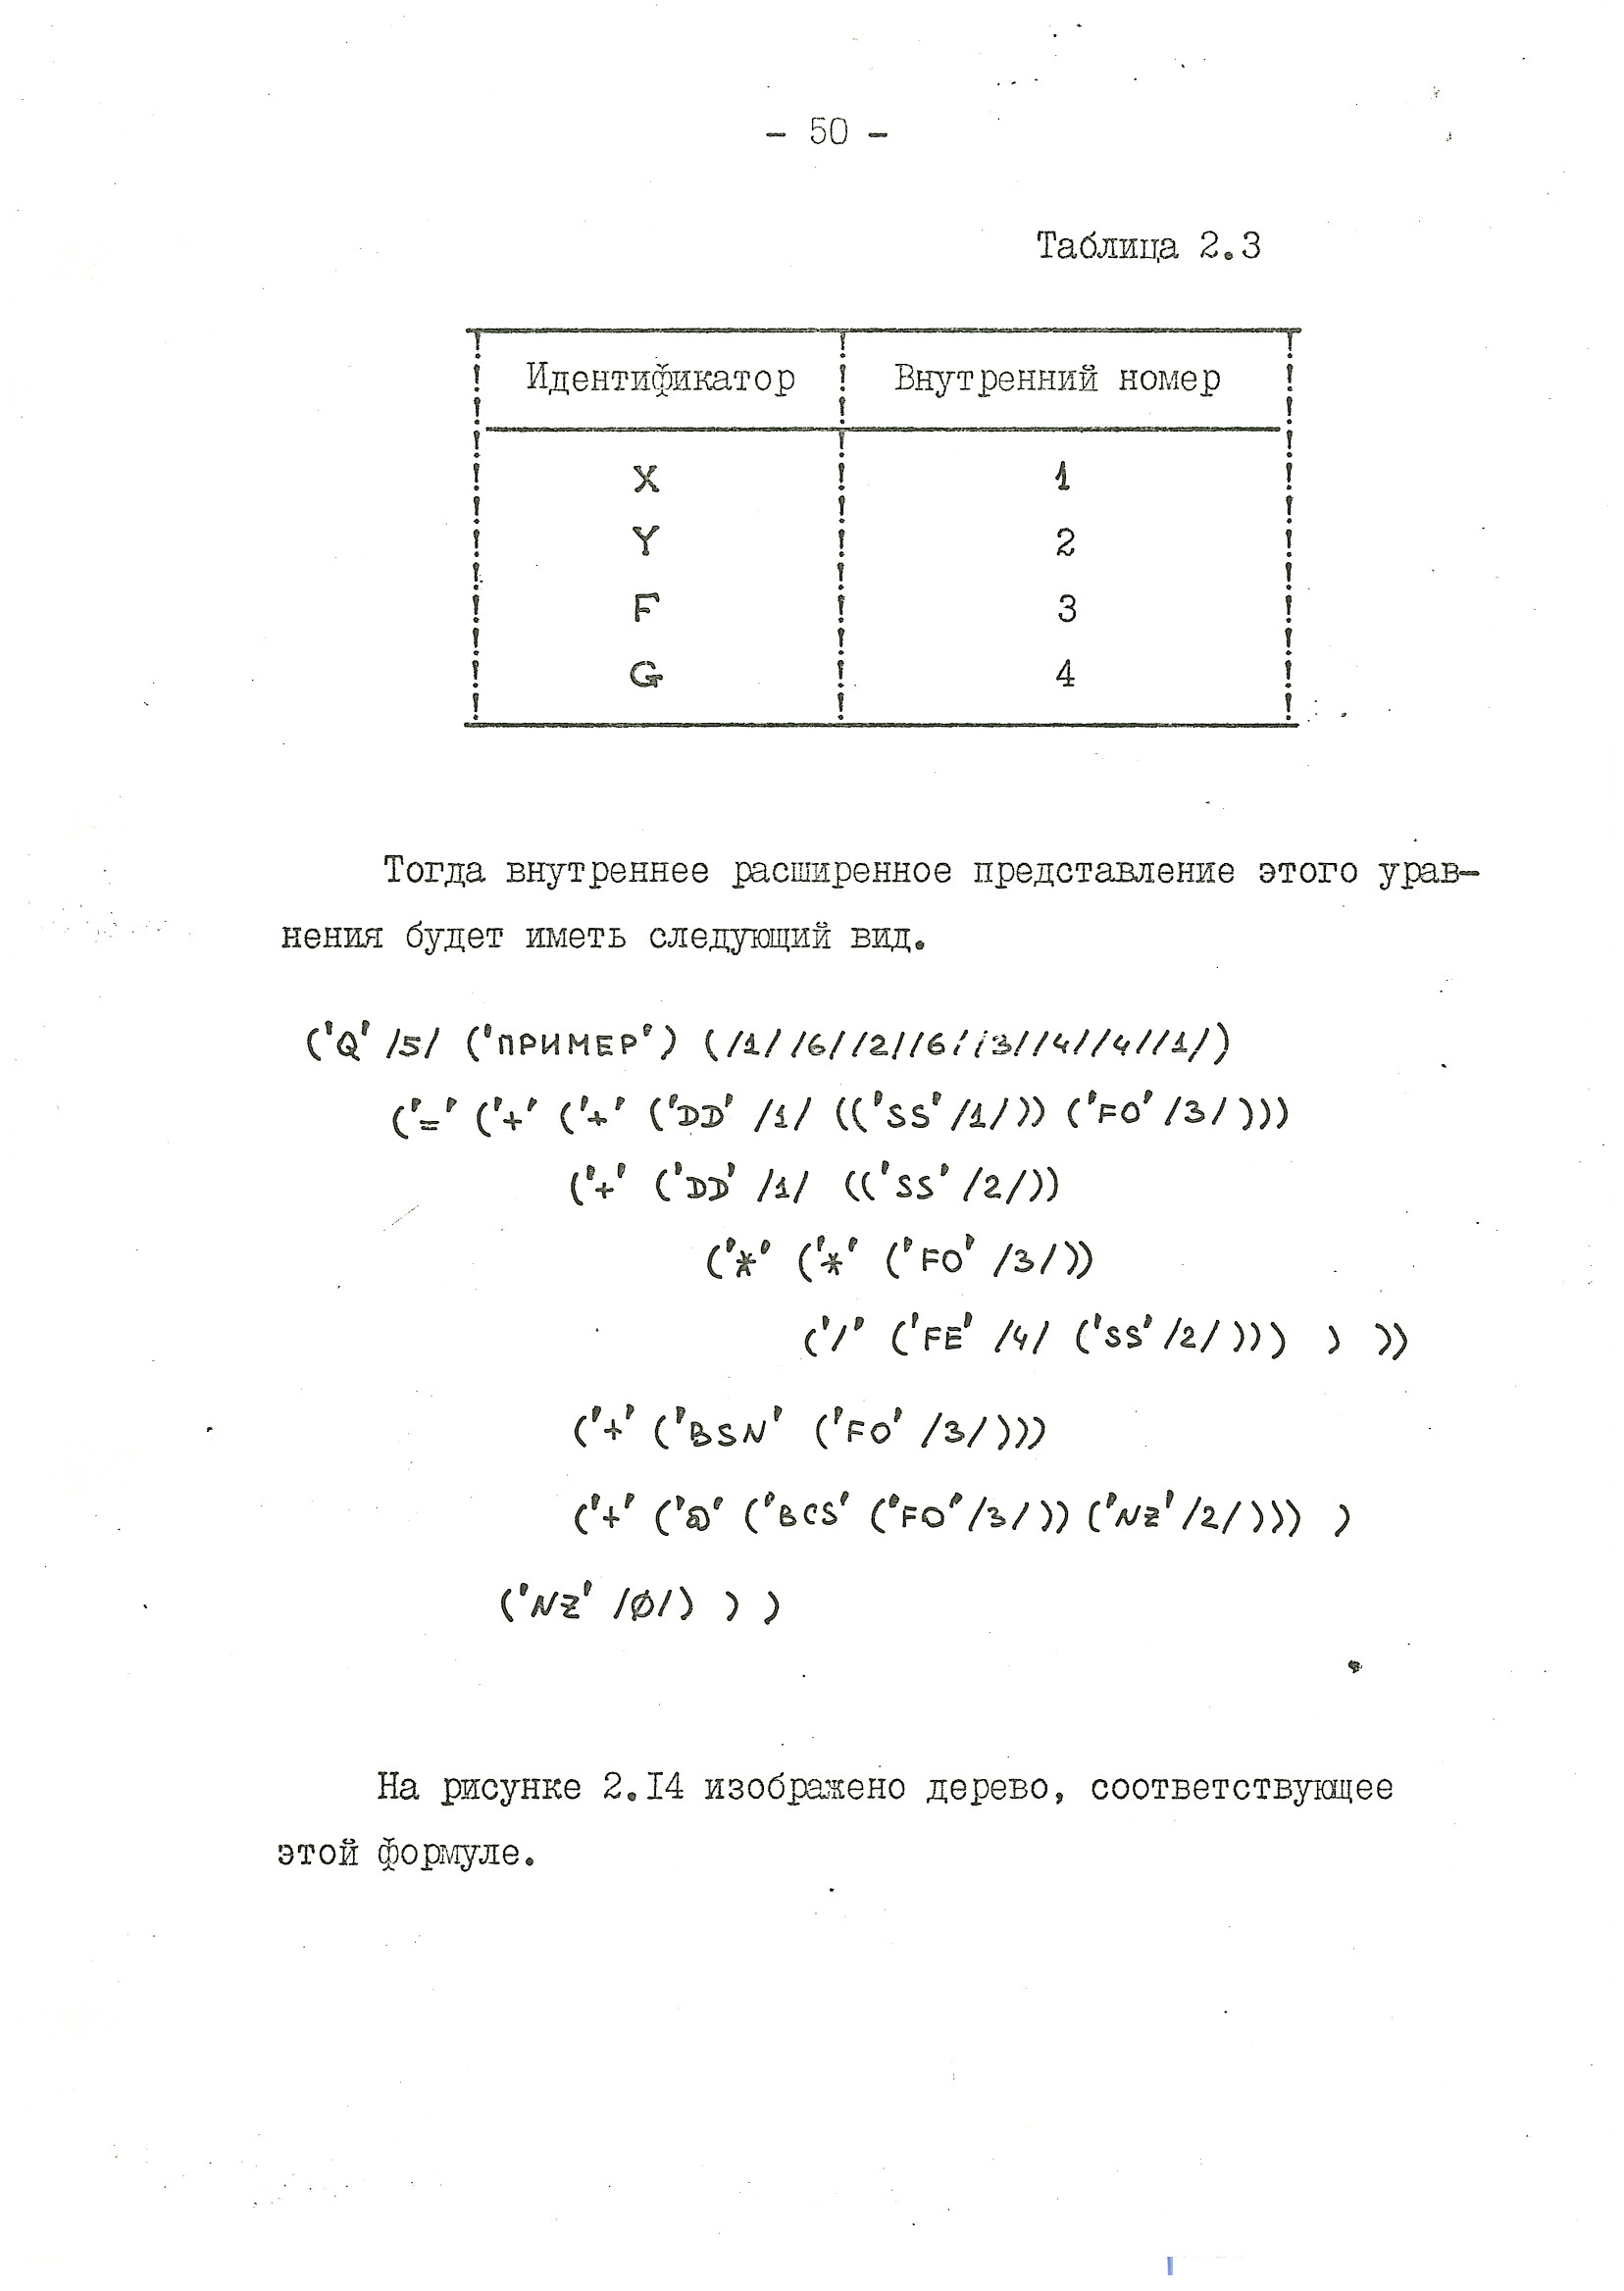 - 50 -
Таблица 2.3
Идентификатор ! Внутренний номер
X ! 1
Y ! 2
F ! 3
G ! 4
Тогда внутреннее расширенное представление этого урав-
нения будет иметь следующий вид.
('Q' /5/ ('ПРИМЕР') (/1/ /6//2//6//3//4//4//1/)
('=' ('+' ('+' ('DD' /1/ (('SS' /1/)) ('FO' /3/)))
('+' ('DD' /1/ (('SS' /2/))
('*' ('*' ('FO' /3/))
('/' ('FE' /4/ ('SS' /2/))) ) ))
('+' ('BSN' ('FO' /3/)))
('+' ('@' ('BCS' ('FO' /3/)) ('NZ' /2/))) )
('NZ' /0/) ) )
На рисунке 2.I4 изображено дерево, соответствующее
этой формуле.